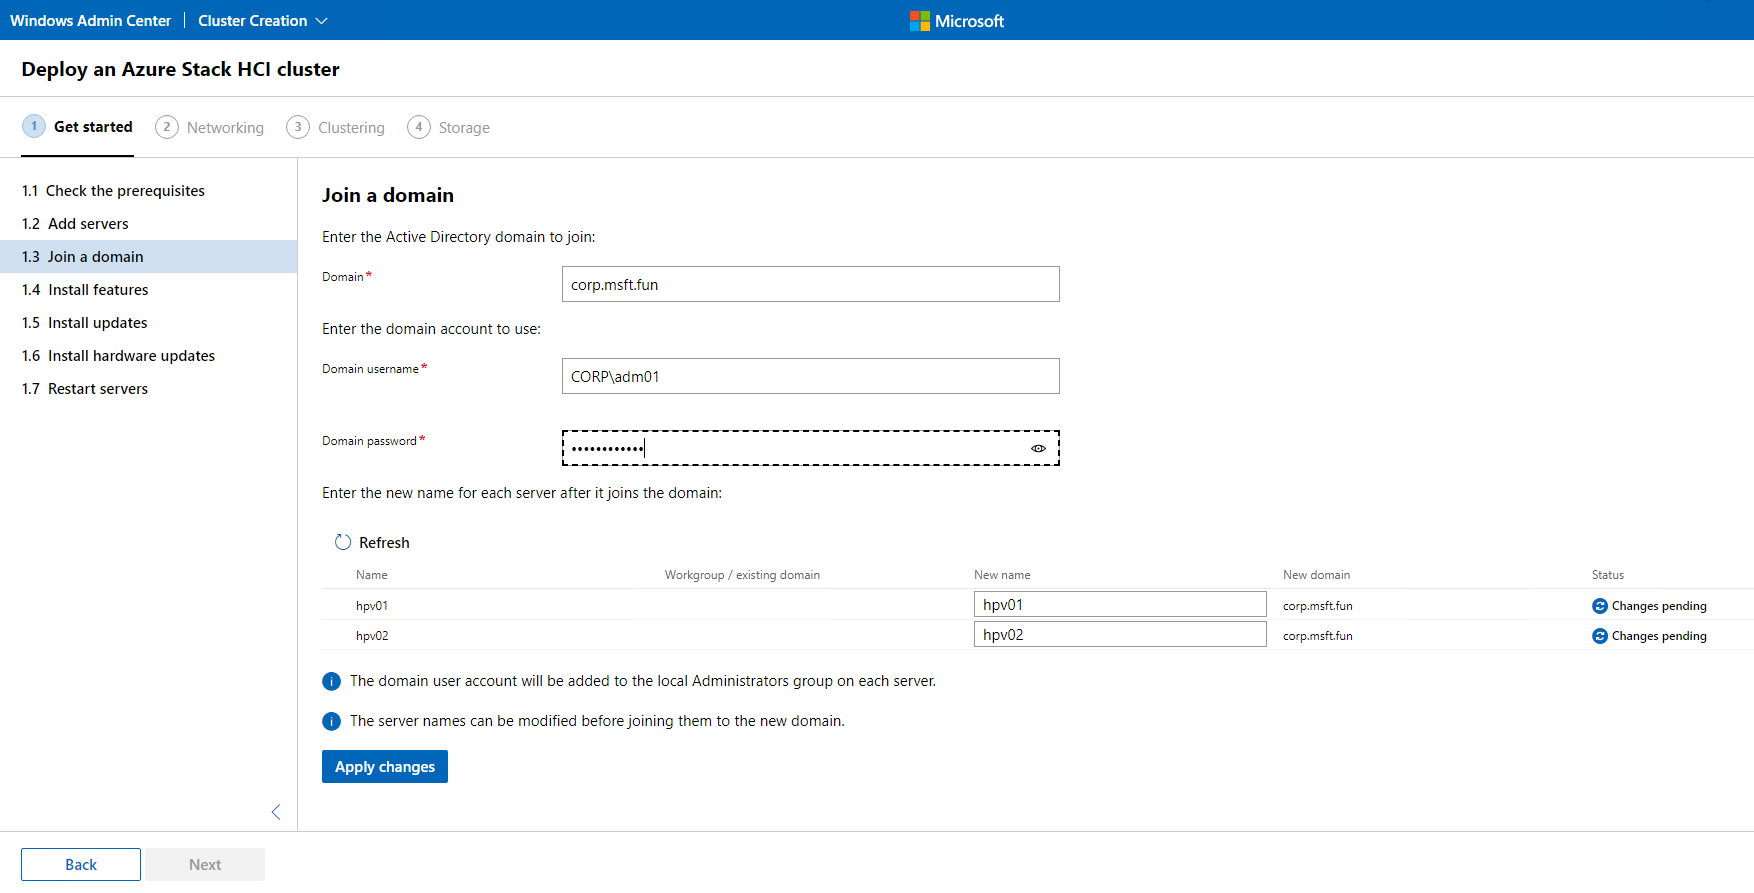 Windows Admin Center | Cluster Creation
Microsoft
Deploy an Azure Stack HCI cluster
1 Get started 2 Networking 3 Clustering 4 Storage
1.1 Check the prerequisites
1.2 Add servers
1.3 Join a domain
1.4 Install features
1.5 Install updates
1.6 Install hardware updates
1.7 Restart servers
Join a domain
Enter the Active Directory domain to join:
Domain* corp.msft.fun
Enter the domain account to use:
Domain username* CORP\adm01
Domain password* ••••••••••••
Enter the new name for each server after it joins the domain:
Refresh
Name Workgroup / existing domain New name New domain Status
hpv01 hpv01 corp.msft.fun Changes pending
hpv02 hpv02 corp.msft.fun Changes pending
The domain user account will be added to the local Administrators group on each server.
The server names can be modified before joining them to the new domain.
Apply changes
Back Next